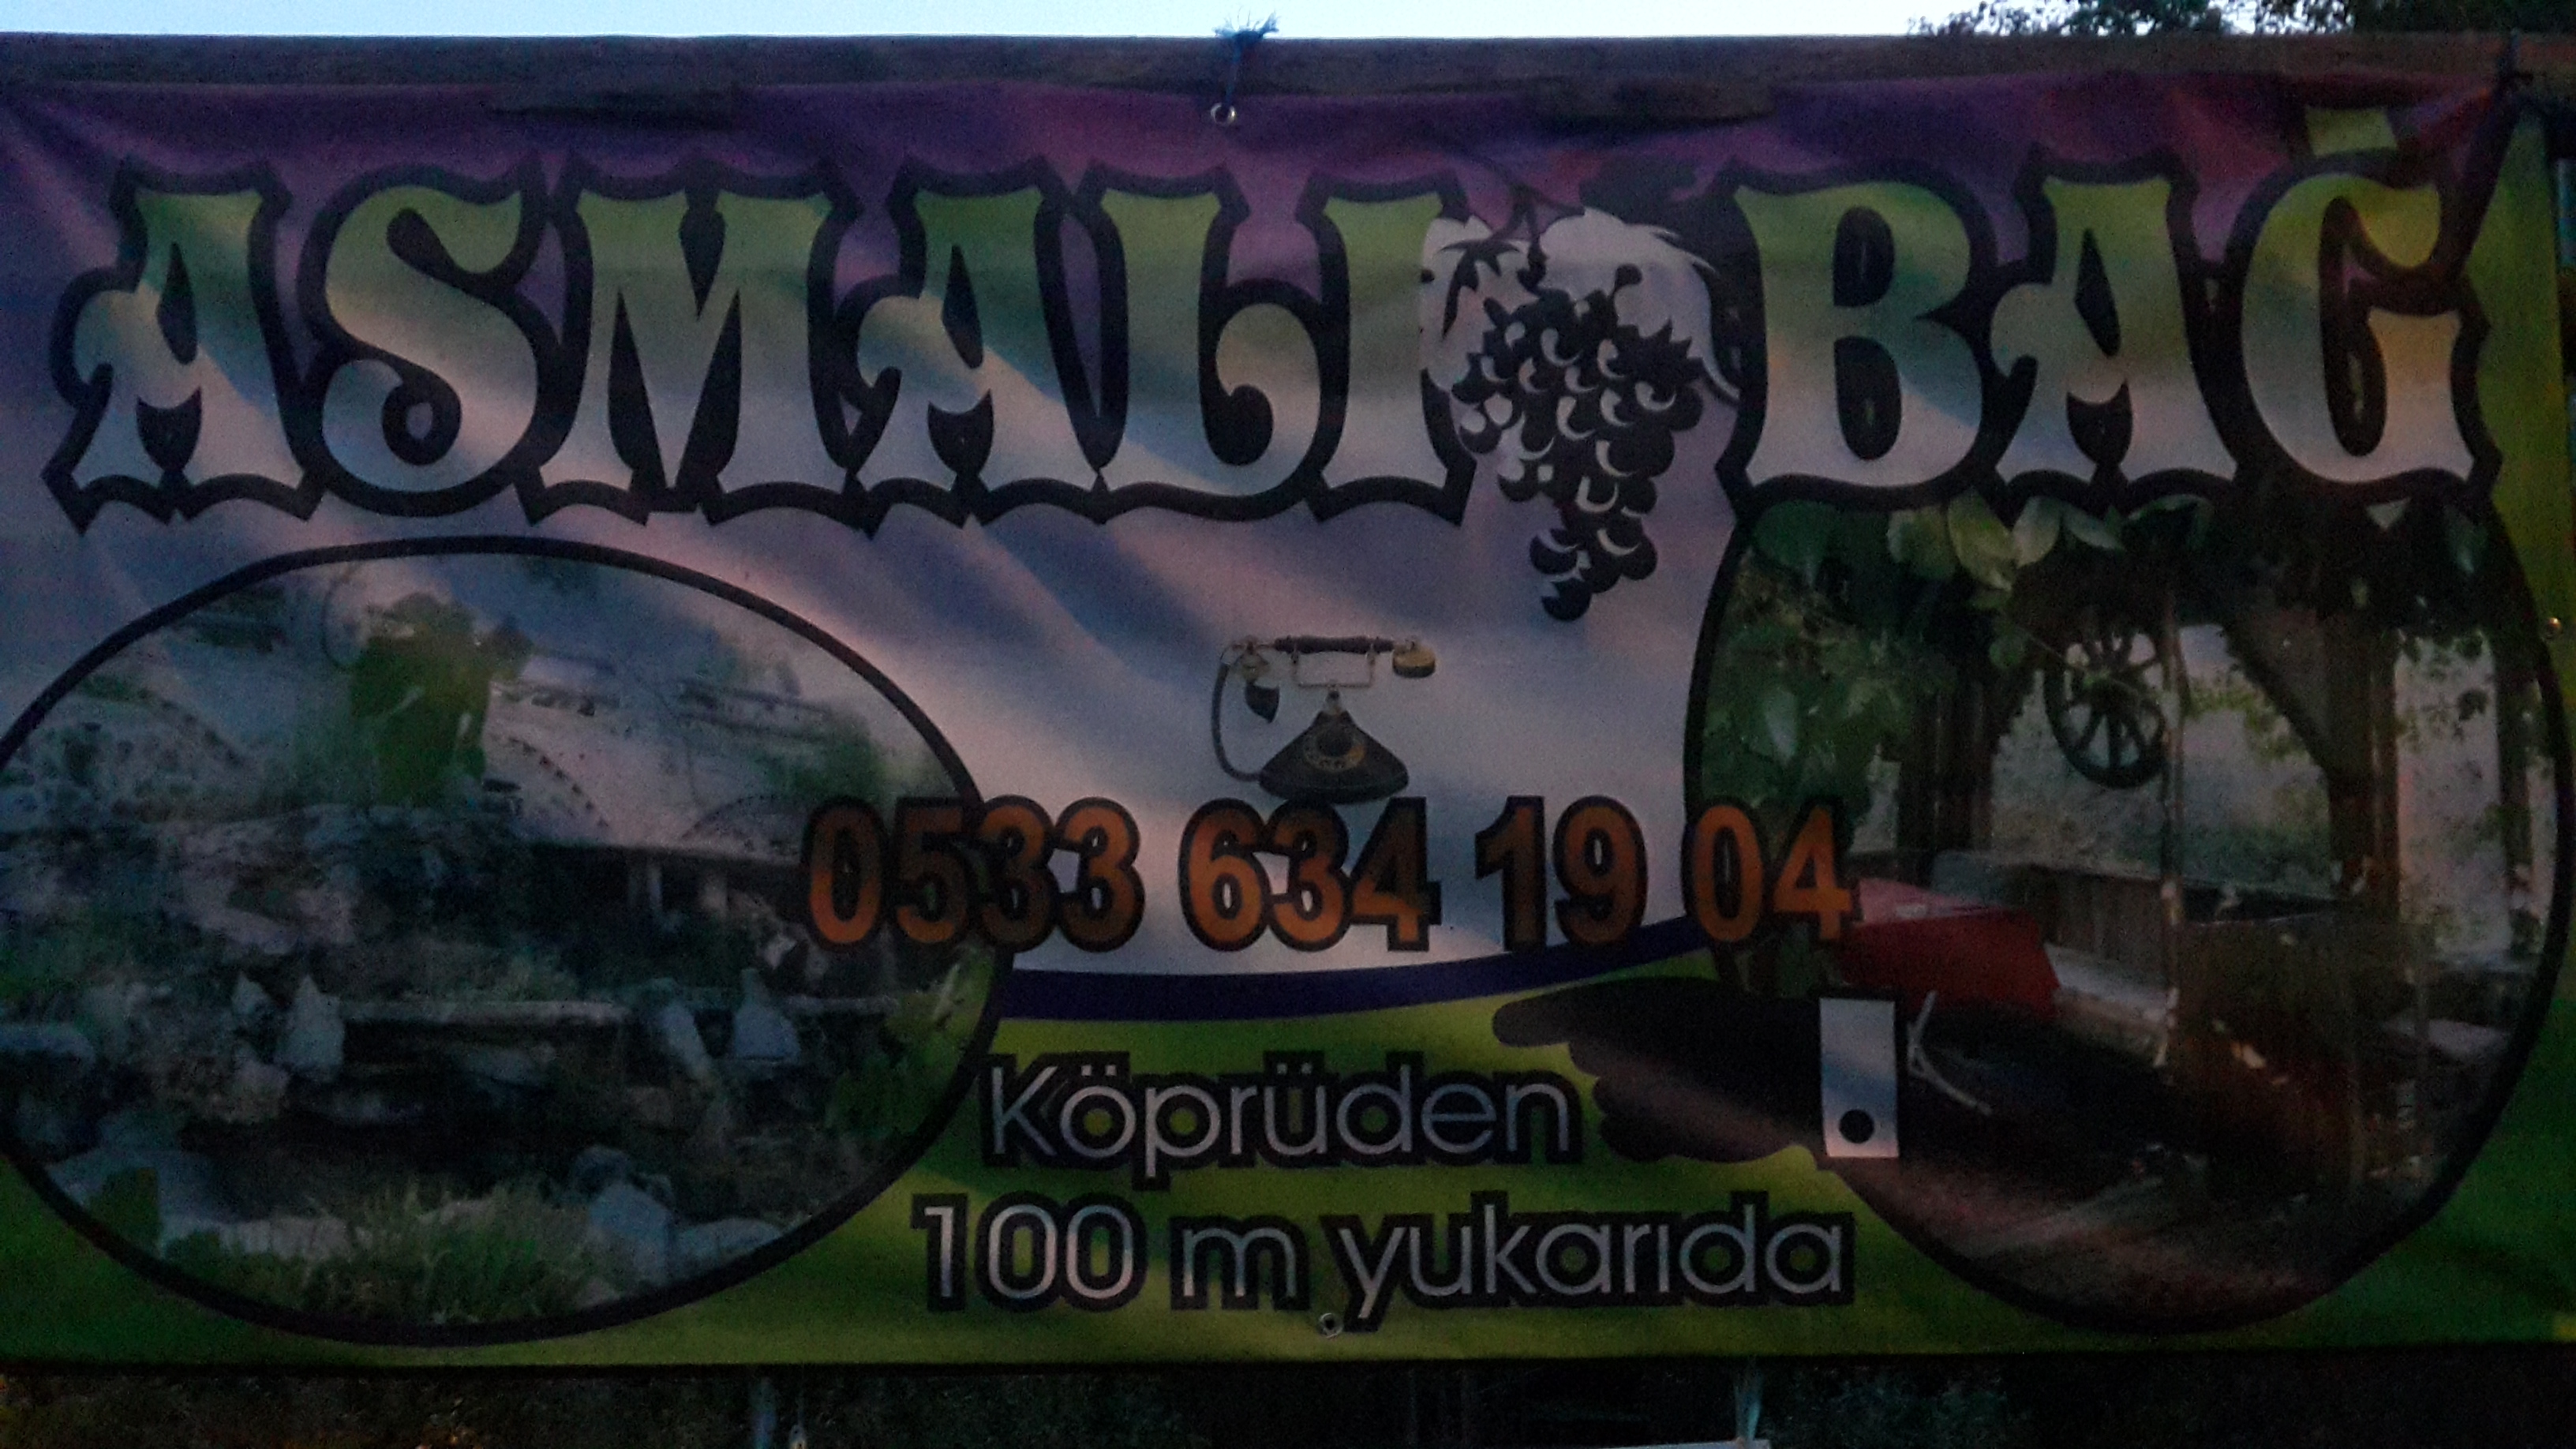 ASMALI BAĞ
0533 634 19 04
Köprüden
100 m yukarıda